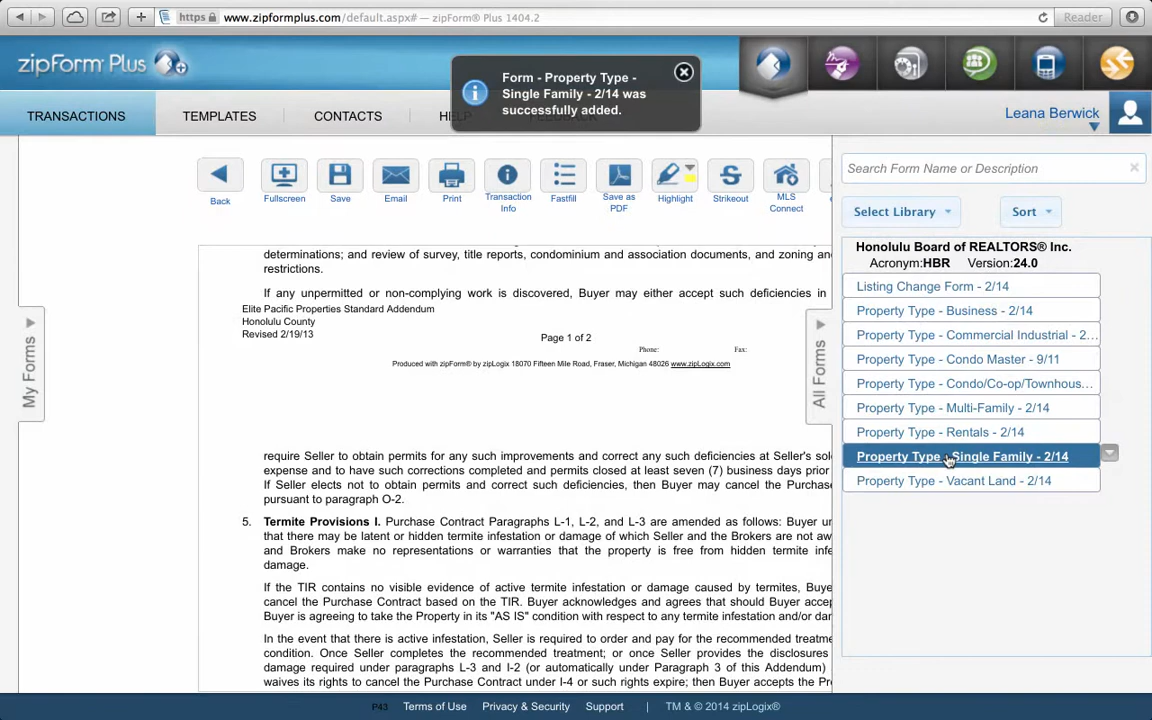 https www.zipformplus.com/default.aspx# — zipForm® Plus 1404.2
Reader
zipForm Plus
Form - Property Type -
Single Family - 2/14 was
successfully added.
TRANSACTIONS TEMPLATES CONTACTS
Leana Berwick
Back Fullscreen Save Email Print Transaction Info Fastfill Save as PDF Highlight Strikeout MLS Connect
Search Form Name or Description
Select Library Sort
My Forms
All Forms
Honolulu Board of REALTORS® Inc.
Acronym:HBR Version:24.0
Listing Change Form - 2/14
Property Type - Business - 2/14
Property Type - Commercial Industrial - 2...
Property Type - Condo Master - 9/11
Property Type - Condo/Co-op/Townhous...
Property Type - Multi-Family - 2/14
Property Type - Rentals - 2/14
Property Type - Single Family - 2/14
Property Type - Vacant Land - 2/14
determinations; and review of survey, title reports, condominium and association documents, and zoning an
restrictions.
If any unpermitted or non-complying work is discovered, Buyer may either accept such deficiencies in
Elite Pacific Properties Standard Addendum
Honolulu County
Revised 2/19/13
Page 1 of 2
Phone: Fax:
Produced with zipForm® by zipLogix 18070 Fifteen Mile Road, Fraser, Michigan 48026 www.zipLogix.com
require Seller to obtain permits for any such improvements and correct any such deficiencies at Seller's sol
expense and to have such corrections completed and permits closed at least seven (7) business days prior
If Seller elects not to obtain permits and correct such deficiencies, then Buyer may cancel the Purchase Contract
pursuant to paragraph O-2.
5. Termite Provisions I. Purchase Contract Paragraphs L-1, L-2, and L-3 are amended as follows: Buyer un
that there may be latent or hidden termite infestation or damage of which Seller and the Brokers are not aw
and Brokers make no representations or warranties that the property is free from hidden termite infe
damage.
If the TIR contains no visible evidence of active termite infestation or damage caused by termites, Buye
cancel the Purchase Contract based on the TIR. Buyer acknowledges and agrees that should Buyer accep
Buyer is agreeing to take the Property in its "AS IS" condition with respect to any termite infestation and/or dar
In the event that there is active infestation, Seller is required to order and pay for the recommended treatme
condition. Once Seller completes the recommended treatment; or once Seller provides the disclosures
damage required under paragraphs L-3 and I-2 (or automatically under Paragraph 3 of this Addendum)
waives its rights to cancel the Purchase Contract under I-4 or such rights expire; then Buyer accepts the Pr
P43 Terms of Use Privacy & Security Support | TM & © 2014 zipLogix®